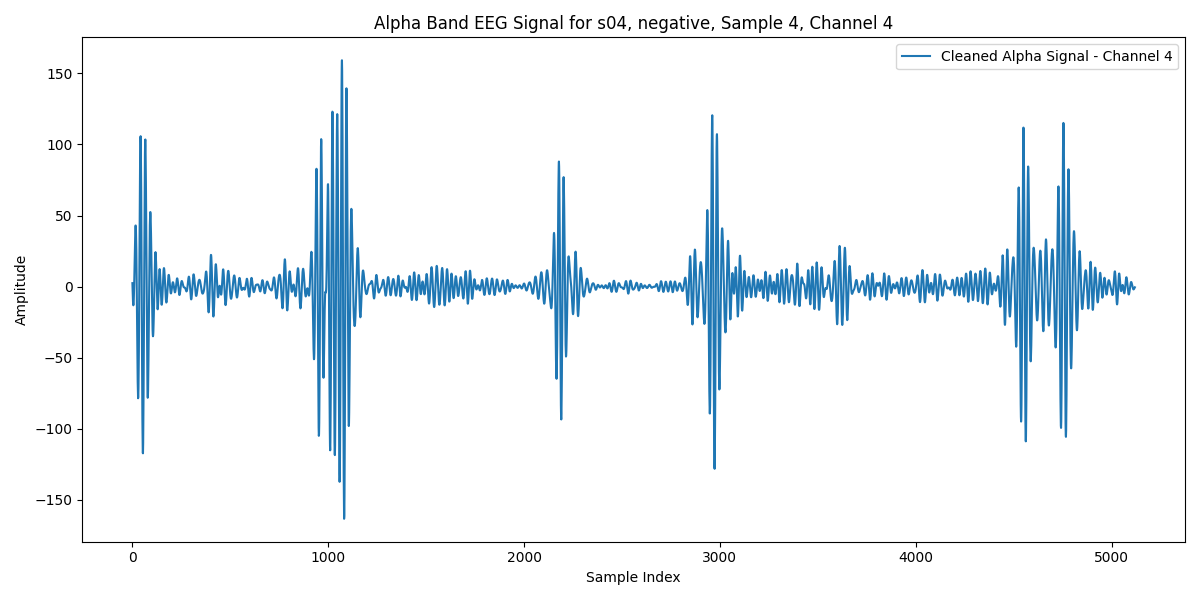 Alpha Band EEG Signal for s04, negative, Sample 4, Channel 4
Cleaned Alpha Signal - Channel 4
Amplitude
150
100
50
0
−50
−100
−150
0 1000 2000 3000 4000 5000
Sample Index